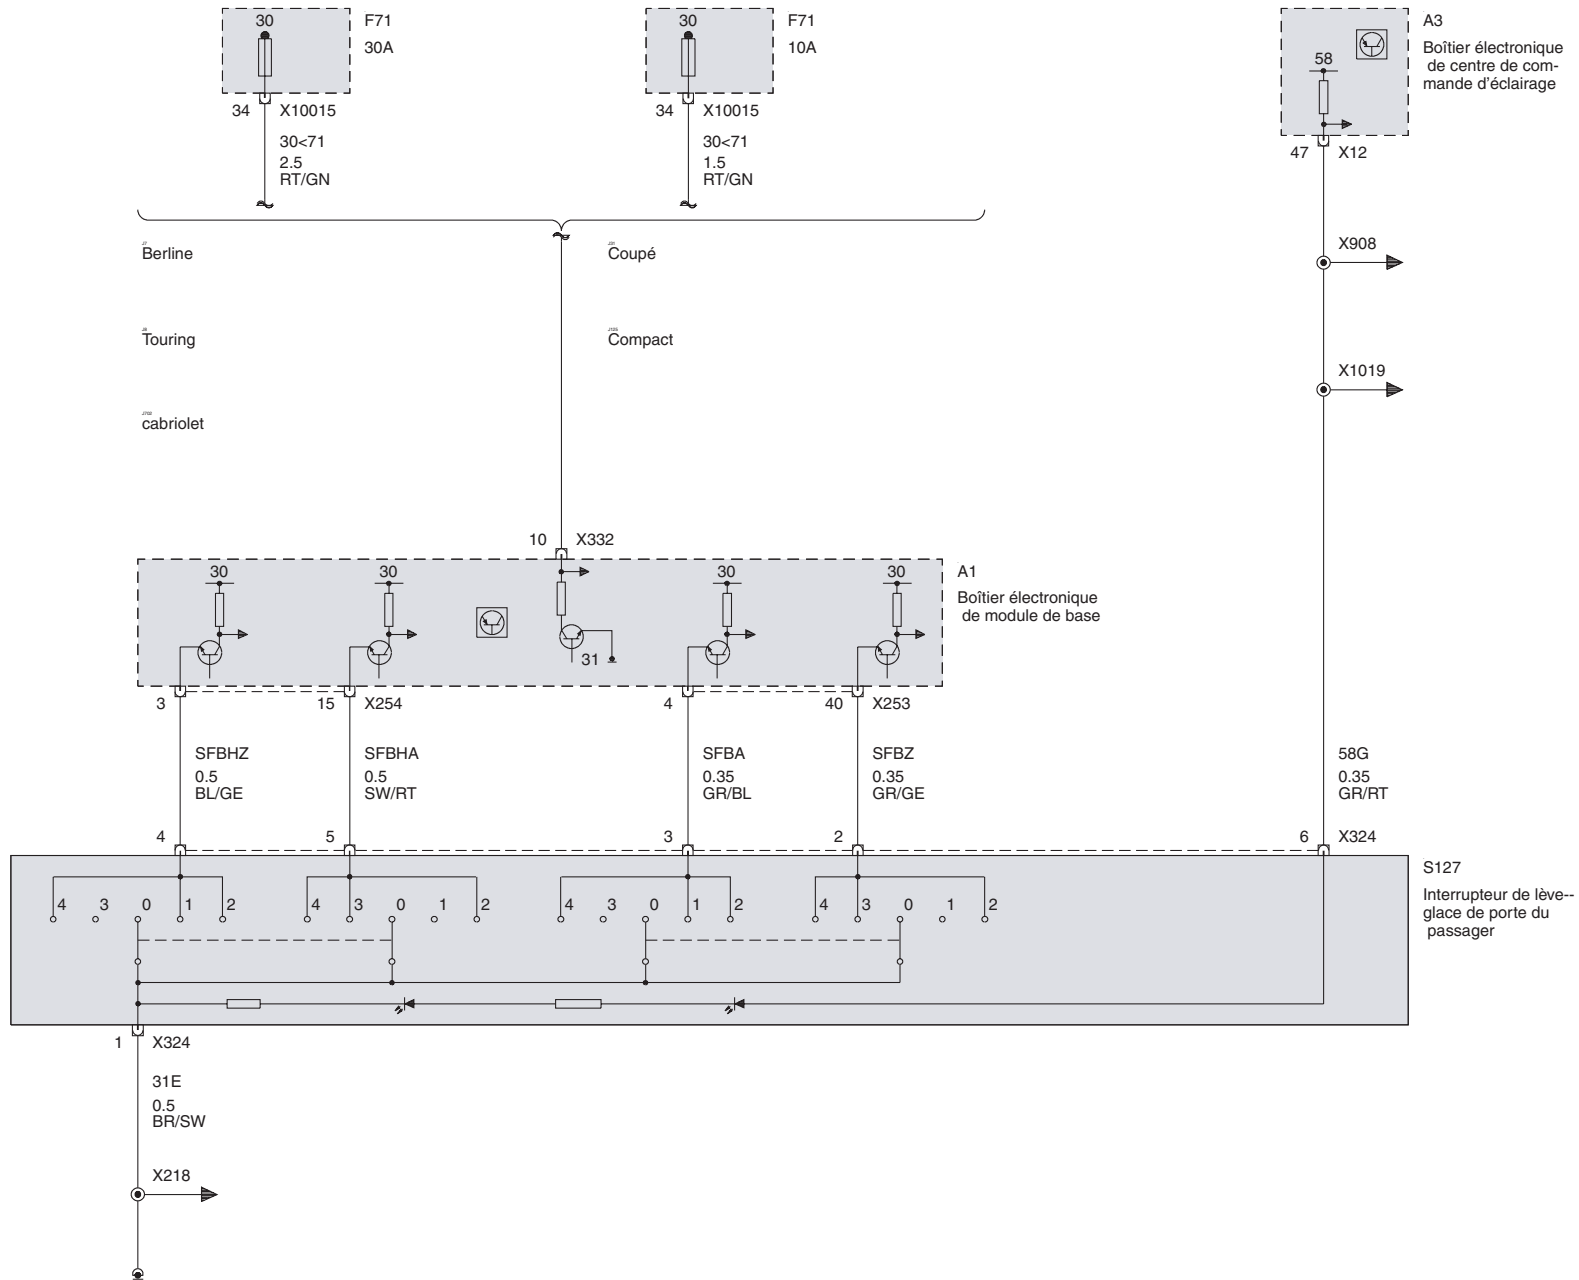 30
F71
30A
34
X10015
30<71
2.5
RT/GN
30
F71
10A
34
X10015
30<71
1.5
RT/GN
A3
Boîtier électronique
de centre de com-
mande d'éclairage
58
47
X12
X908
X1019
Berline
Coupé
Touring
Compact
cabriolet
10
X332
30
30
30
30
31
A1
Boîtier électronique
de module de base
3
15
X254
4
40
X253
SFBHZ
0.5
BL/GE
SFBHA
0.5
SW/RT
SFBA
0.35
GR/BL
SFBZ
0.35
GR/GE
58G
0.35
GR/RT
4
5
3
2
6
X324
S127
Interrupteur de lève--
glace de porte du
passager
4 3 0 1 2
4 3 0 1 2
4 3 0 1 2
4 3 0 1 2
1
X324
31E
0.5
BR/SW
X218